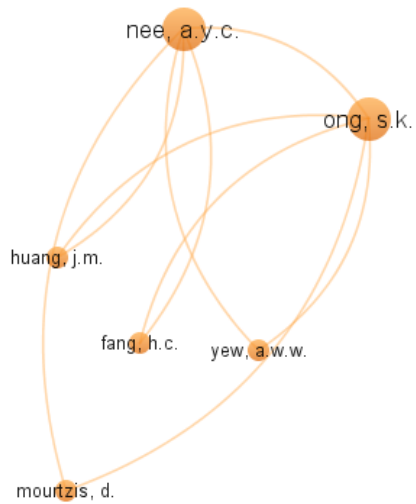 nee, a.y.c.
ong, s.k.
huang, j.m.
fang, h.c.
yew, a.w.w.
mourtzis, d.